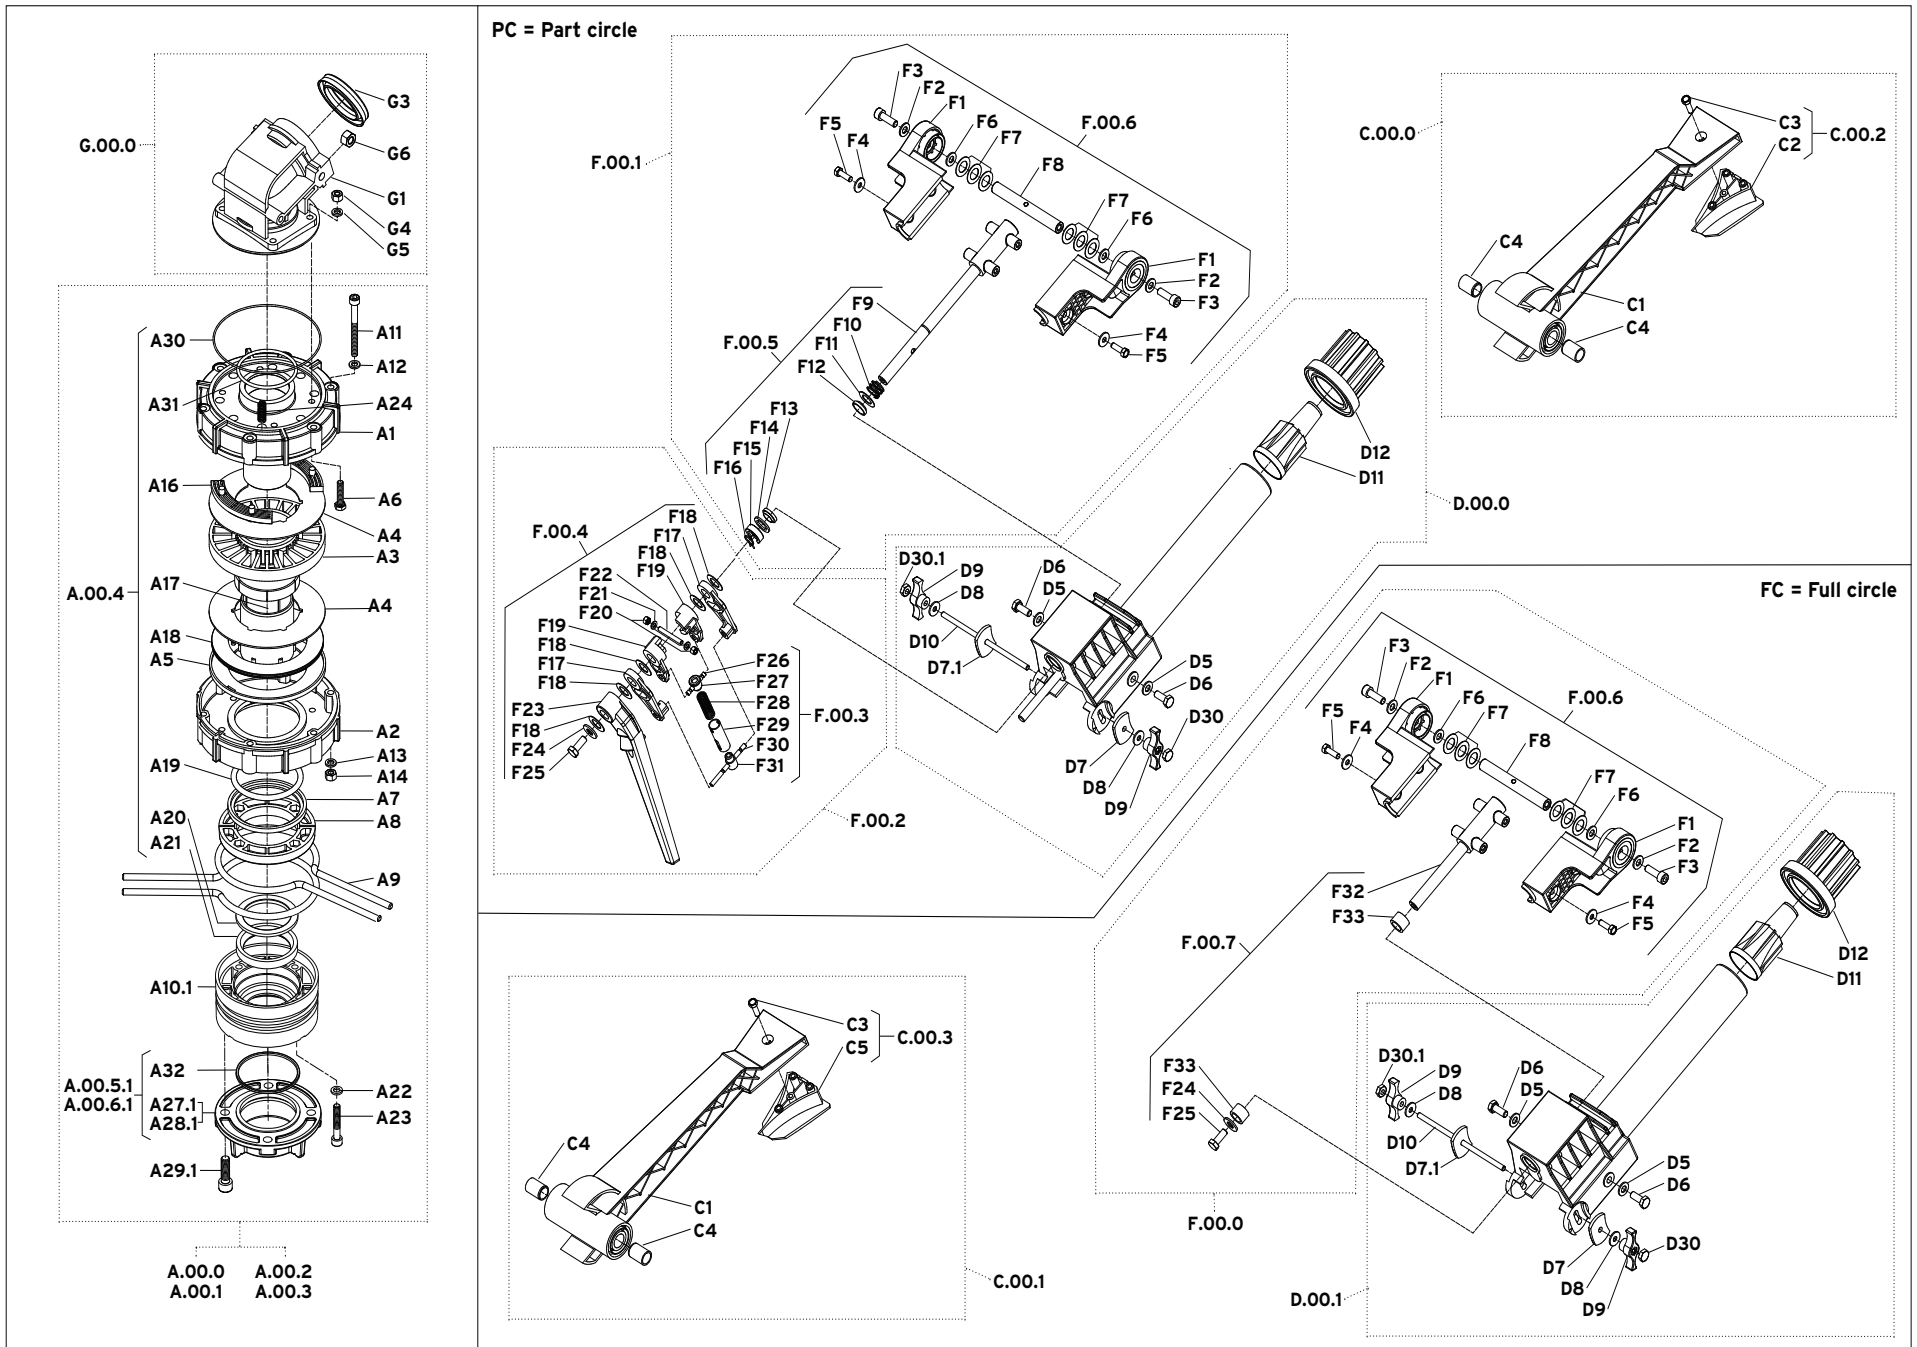 PC = Part circle
G3
G6
G.00.0
G1
G4
G5
A30
A11
A12
A31
A24
A1
A16
A6
A4
A3
A.00.4
A17
A4
A18
A5
A2
A13
A14
A19
A7
A8
A20
A21
A9
A10.1
A32
A.00.5.1
A.00.6.1
A27.1
A28.1
A22
A23
A29.1
A.00.0 A.00.2
A.00.1 A.00.3
F3
F2
F1
F5
F4
F6
F7
F.00.6
F.00.1
F8
F7
F6
F1
F2
F3
F4
F5
F9
F10
F.00.5
F11
F12
F13
F14
F15
F16
F.00.4
F18
F17
F18
F19
F22
F21
F20
F19
F18
F17
F18
F23
F18
F24
F25
F26
F27
F28
F29
F30
F31
F.00.3
F.00.2
D12
D11
D.00.0
D30.1
D9
D8
D6
D5
D10
D7.1
D5
D6
D30
D7
D8
D9
C.00.0
C3
C2
C.00.2
C4
C1
C4
FC = Full circle
F3
F2
F1
F5
F4
F6
F7
F.00.6
F8
F7
F6
F1
F2
F3
F4
F5
F32
F33
F.00.7
D12
D11
F33
F24
F25
D30.1
D9
D8
D6
D5
D10
D7.1
D5
D6
D30
D7
D8
D9
F.00.0
D.00.1
C3
C5
C.00.3
C4
C1
C4
C.00.1